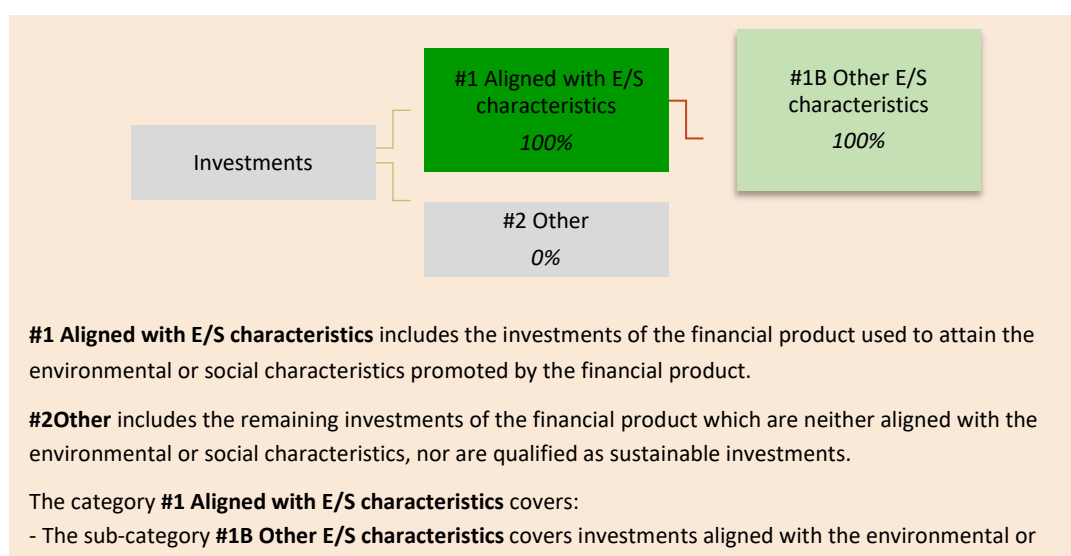 #1 Aligned with E/S
characteristics
100%
#1B Other E/S
characteristics
100%
Investments
#2 Other
0%
#1 Aligned with E/S characteristics includes the investments of the financial product used to attain the
environmental or social characteristics promoted by the financial product.
#2Other includes the remaining investments of the financial product which are neither aligned with the
environmental or social characteristics, nor are qualified as sustainable investments.
The category #1 Aligned with E/S characteristics covers:
- The sub-category #1B Other E/S characteristics covers investments aligned with the environmental or